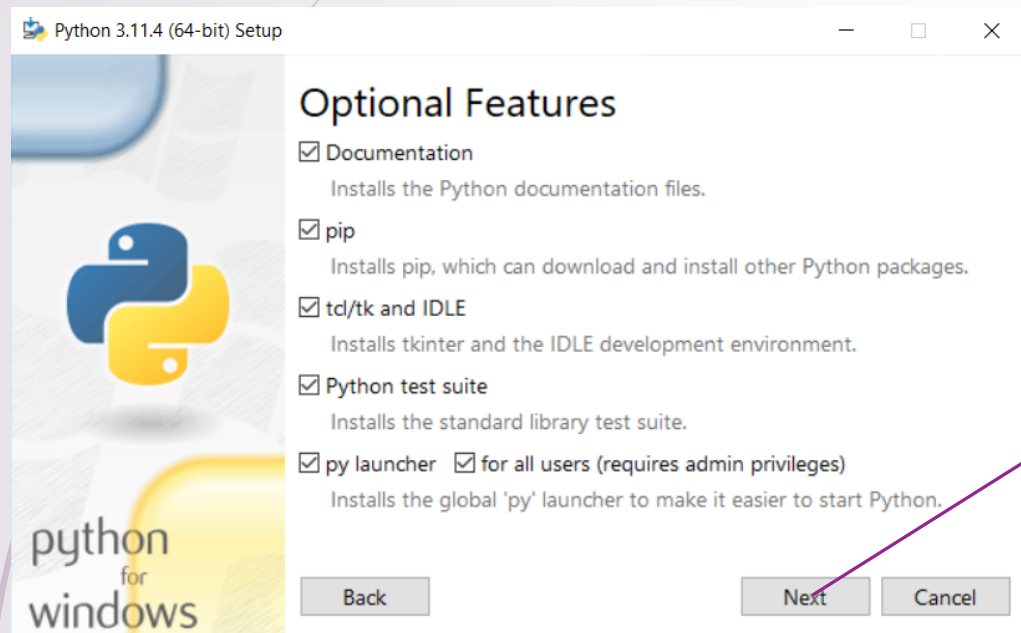 Python 3.11.4 (64-bit) Setup
Optional Features
Documentation
Installs the Python documentation files.
pip
Installs pip, which can download and install other Python packages.
tcl/tk and IDLE
Installs tkinter and the IDLE development environment.
Python test suite
Installs the standard library test suite.
py launcher for all users (requires admin privileges)
Installs the global 'py' launcher to make it easier to start Python.
python
for
windows
Back Next Cancel